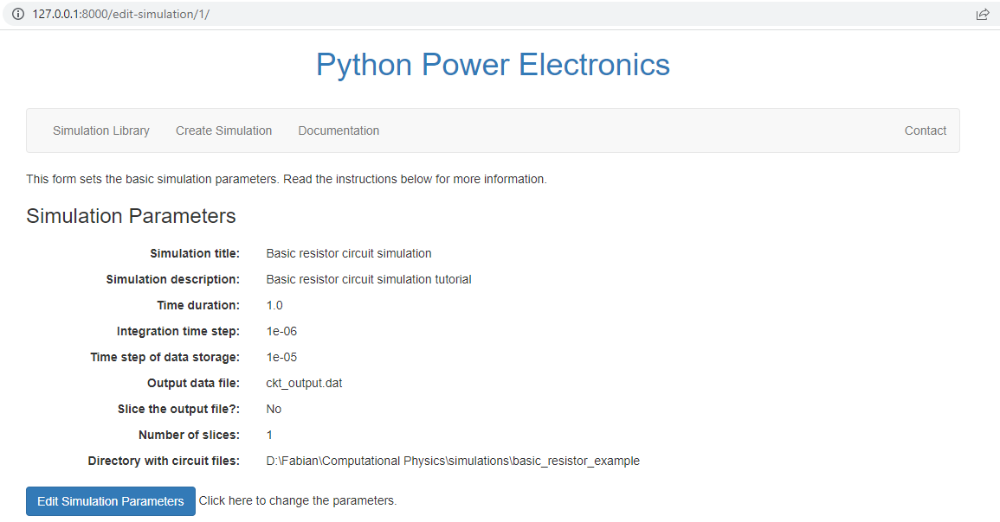 127.0.0.1:8000/edit-simulation/1/
Python Power Electronics
Simulation Library Create Simulation Documentation Contact
This form sets the basic simulation parameters. Read the instructions below for more information.
Simulation Parameters
Simulation title: Basic resistor circuit simulation
Simulation description: Basic resistor circuit simulation tutorial
Time duration: 1.0
Integration time step: 1e-06
Time step of data storage: 1e-05
Output data file: ckt_output.dat
Slice the output file?: No
Number of slices: 1
Directory with circuit files: D:\Fabian\Computational Physics\simulations\basic_resistor_example
Edit Simulation Parameters Click here to change the parameters.